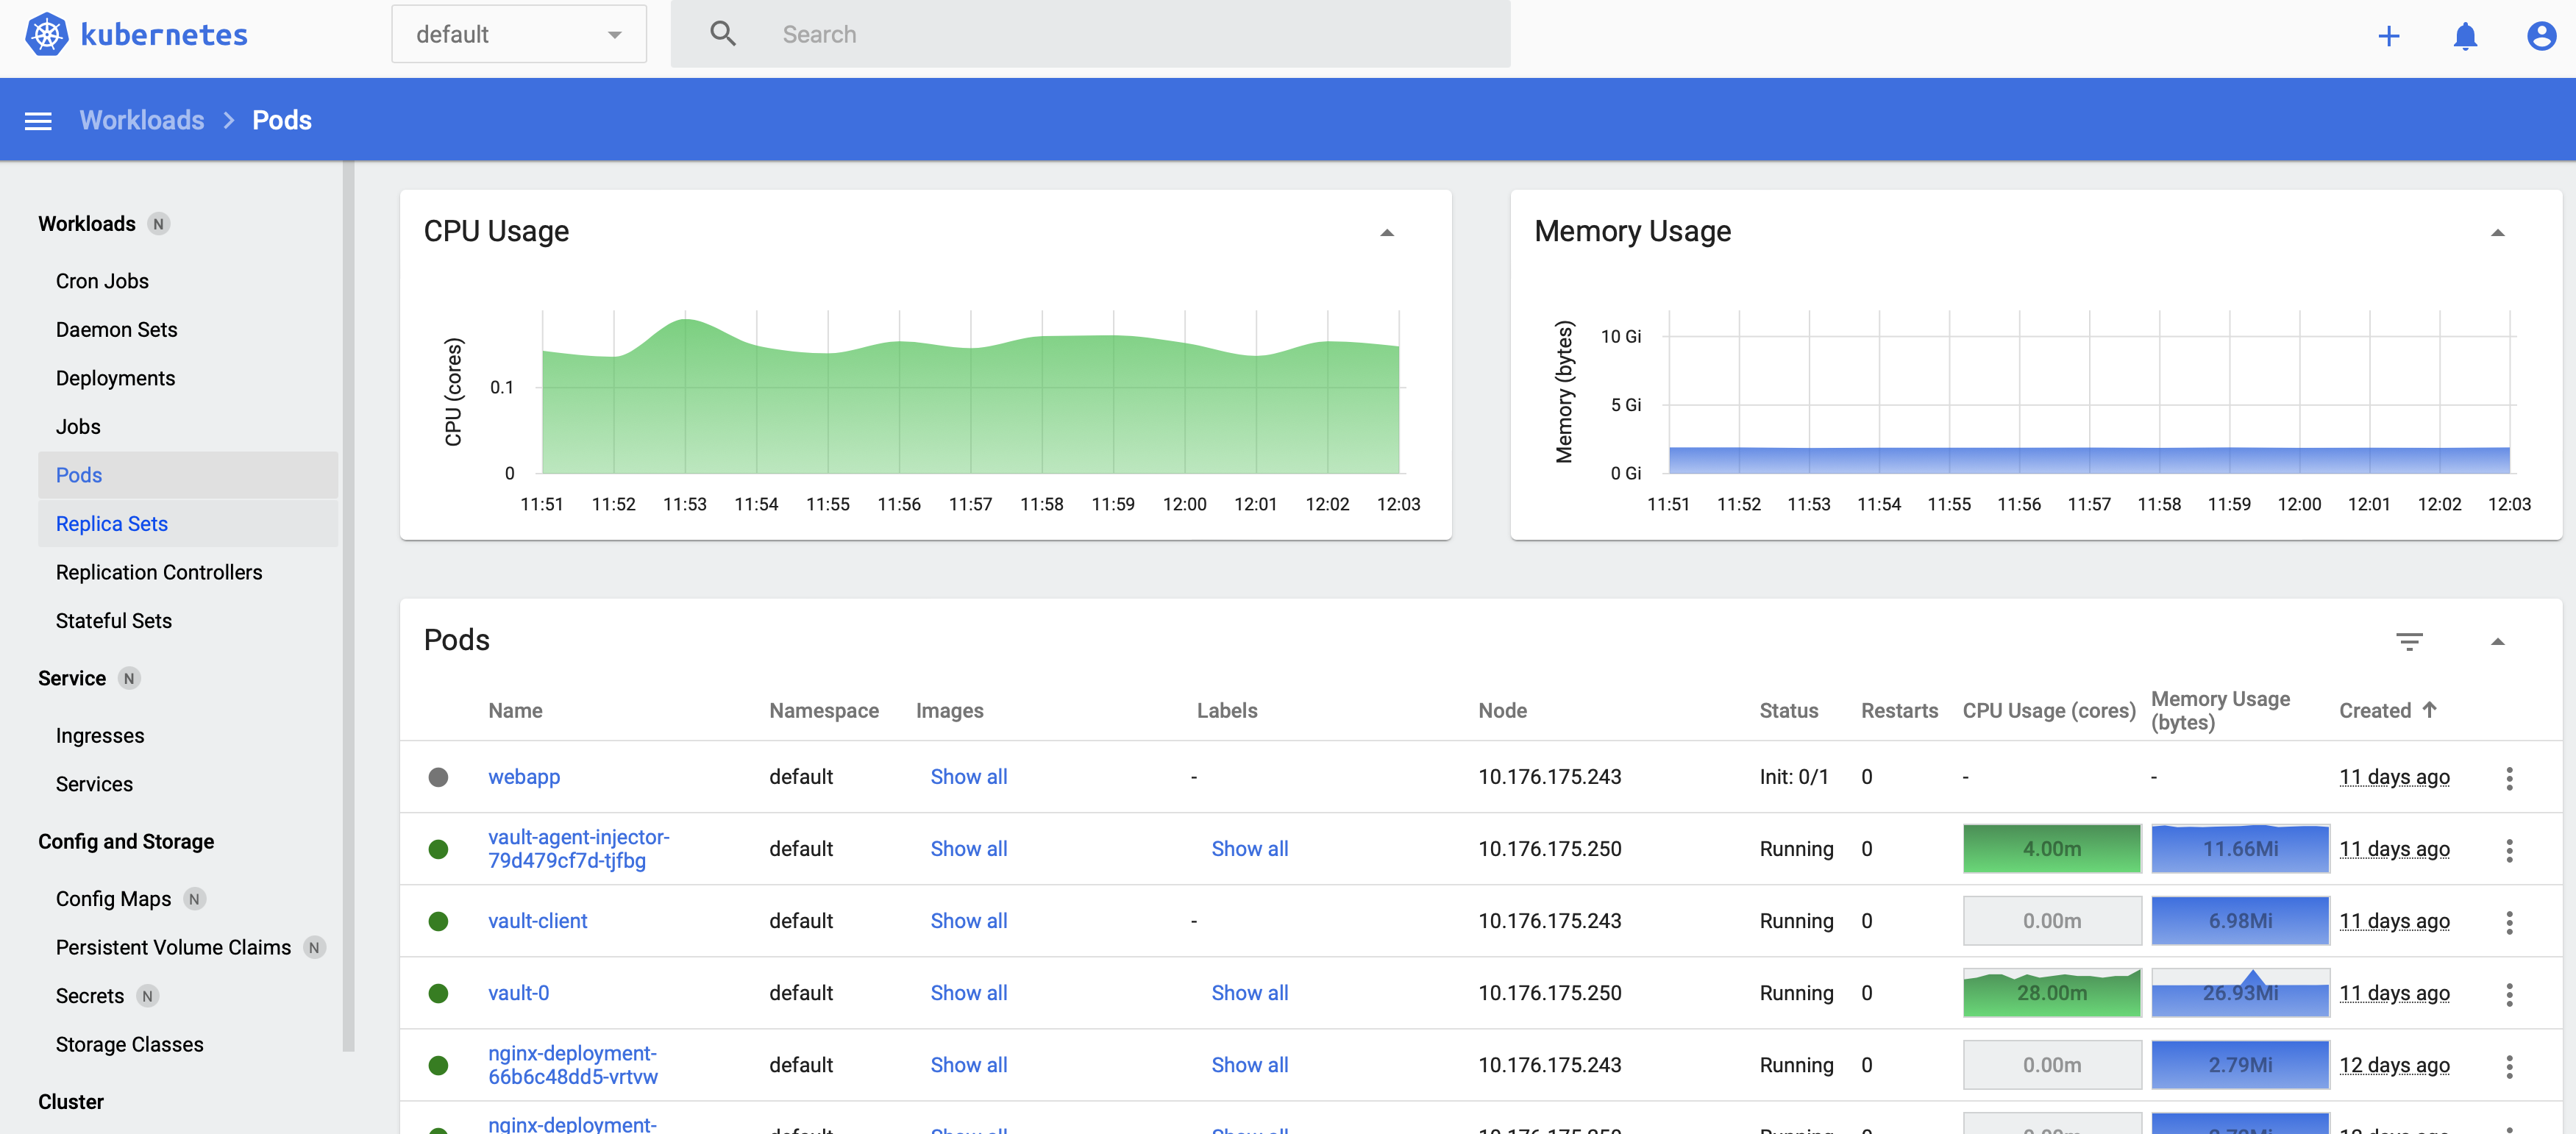 kubernetes
default
Search
Workloads > Pods
Workloads N
Cron Jobs
Daemon Sets
Deployments
Jobs
Pods
Replica Sets
Replication Controllers
Stateful Sets
Service N
Ingresses
Services
Config and Storage
Config Maps N
Persistent Volume Claims N
Secrets N
Storage Classes
Cluster
CPU Usage
CPU (cores)
0.1
0
11:51 11:52 11:53 11:54 11:55 11:56 11:57 11:58 11:59 12:00 12:01 12:02 12:03
Memory Usage
Memory (bytes)
10 Gi
5 Gi
0 Gi
11:51 11:52 11:53 11:54 11:55 11:56 11:57 11:58 11:59 12:00 12:01 12:02 12:03
Pods
Name Namespace Images Labels Node Status Restarts CPU Usage (cores) Memory Usage (bytes) Created
webapp default Show all - 10.176.175.243 Init: 0/1 0 - - 11 days ago
vault-agent-injector-
79d479cf7d-tjfbg default Show all Show all 10.176.175.250 Running 0 4.00m 11.66Mi 11 days ago
vault-client default Show all - 10.176.175.243 Running 0 0.00m 6.98Mi 11 days ago
vault-0 default Show all Show all 10.176.175.250 Running 0 28.00m 26.93Mi 11 days ago
nginx-deployment-
66b6c48dd5-vrtvw default Show all Show all 10.176.175.243 Running 0 0.00m 2.79Mi 12 days ago
nginx-deployment-